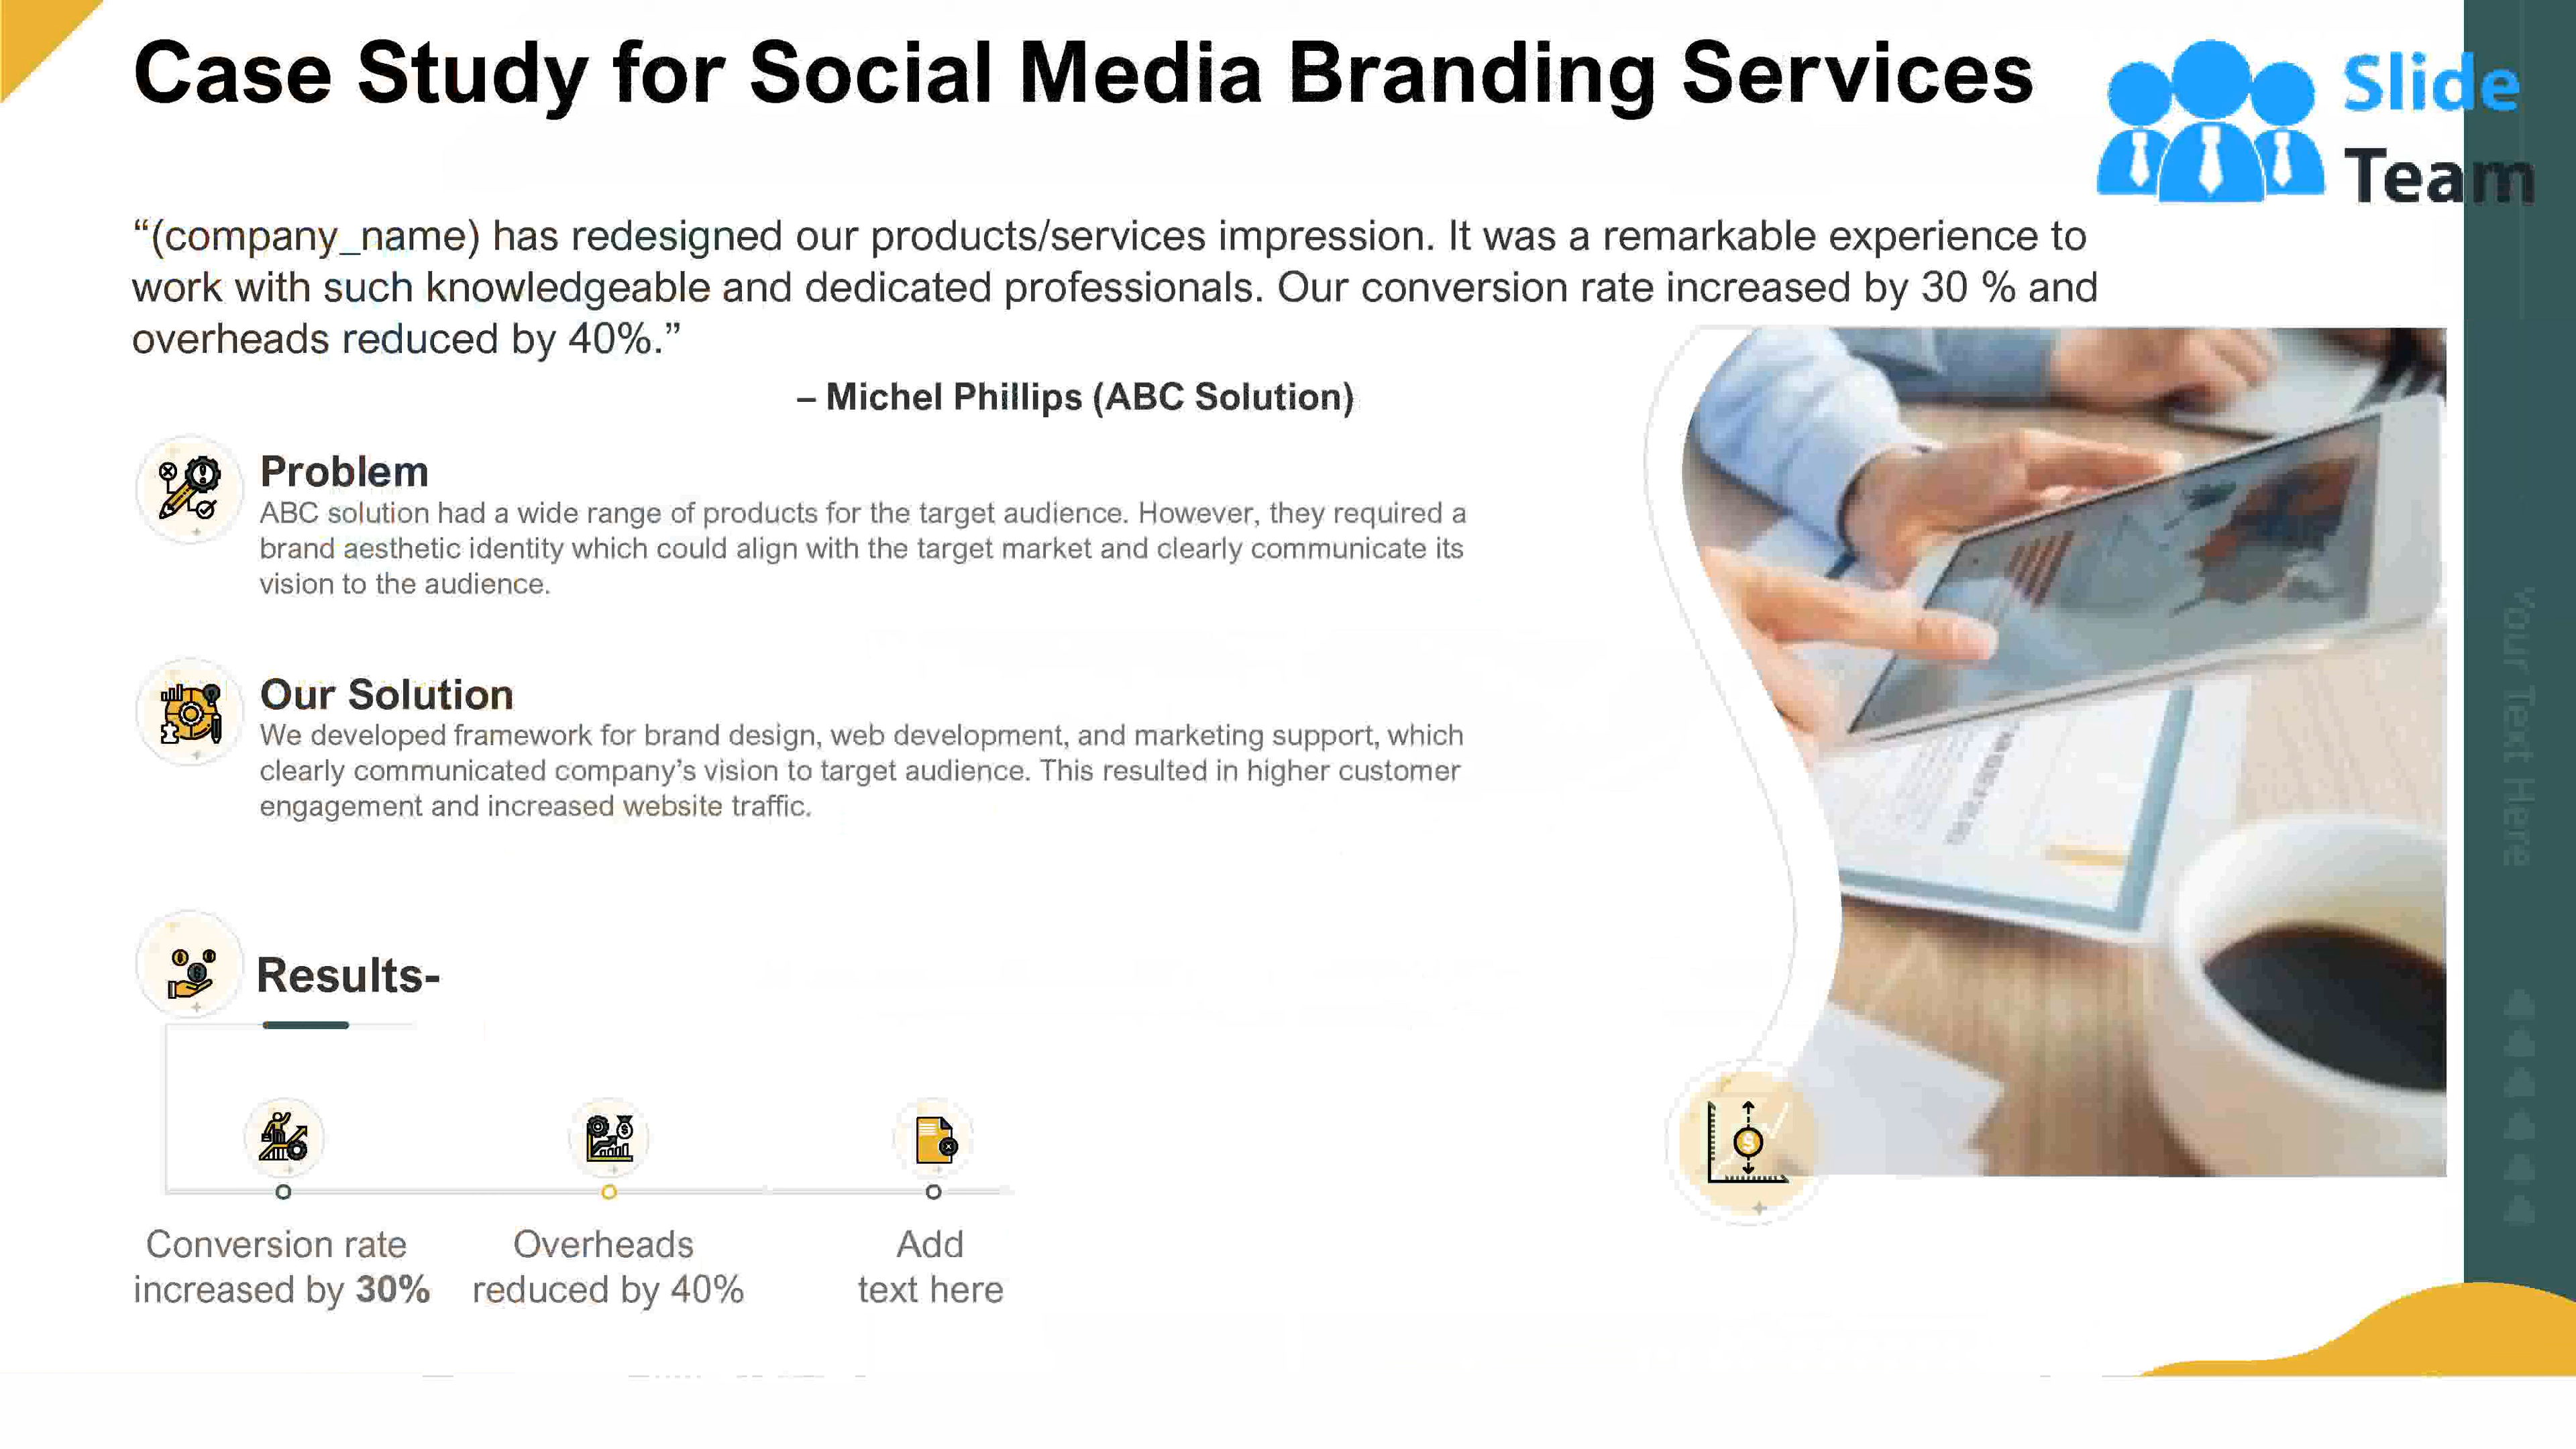 Case Study for Social Media Branding Services
Slide
Team
“(company_name) has redesigned our products/services impression. It was a remarkable experience to
work with such knowledgeable and dedicated professionals. Our conversion rate increased by 30 % and
overheads reduced by 40%.”
– Michel Phillips (ABC Solution)
Problem
ABC solution had a wide range of products for the target audience. However, they required a
brand aesthetic identity which could align with the target market and clearly communicate its
vision to the audience.
Our Solution
We developed framework for brand design, web development, and marketing support, which
clearly communicated company’s vision to target audience. This resulted in higher customer
engagement and increased website traffic.
Results-
Conversion rate
increased by 30%
Overheads
reduced by 40%
Add
text here
Your Text Here